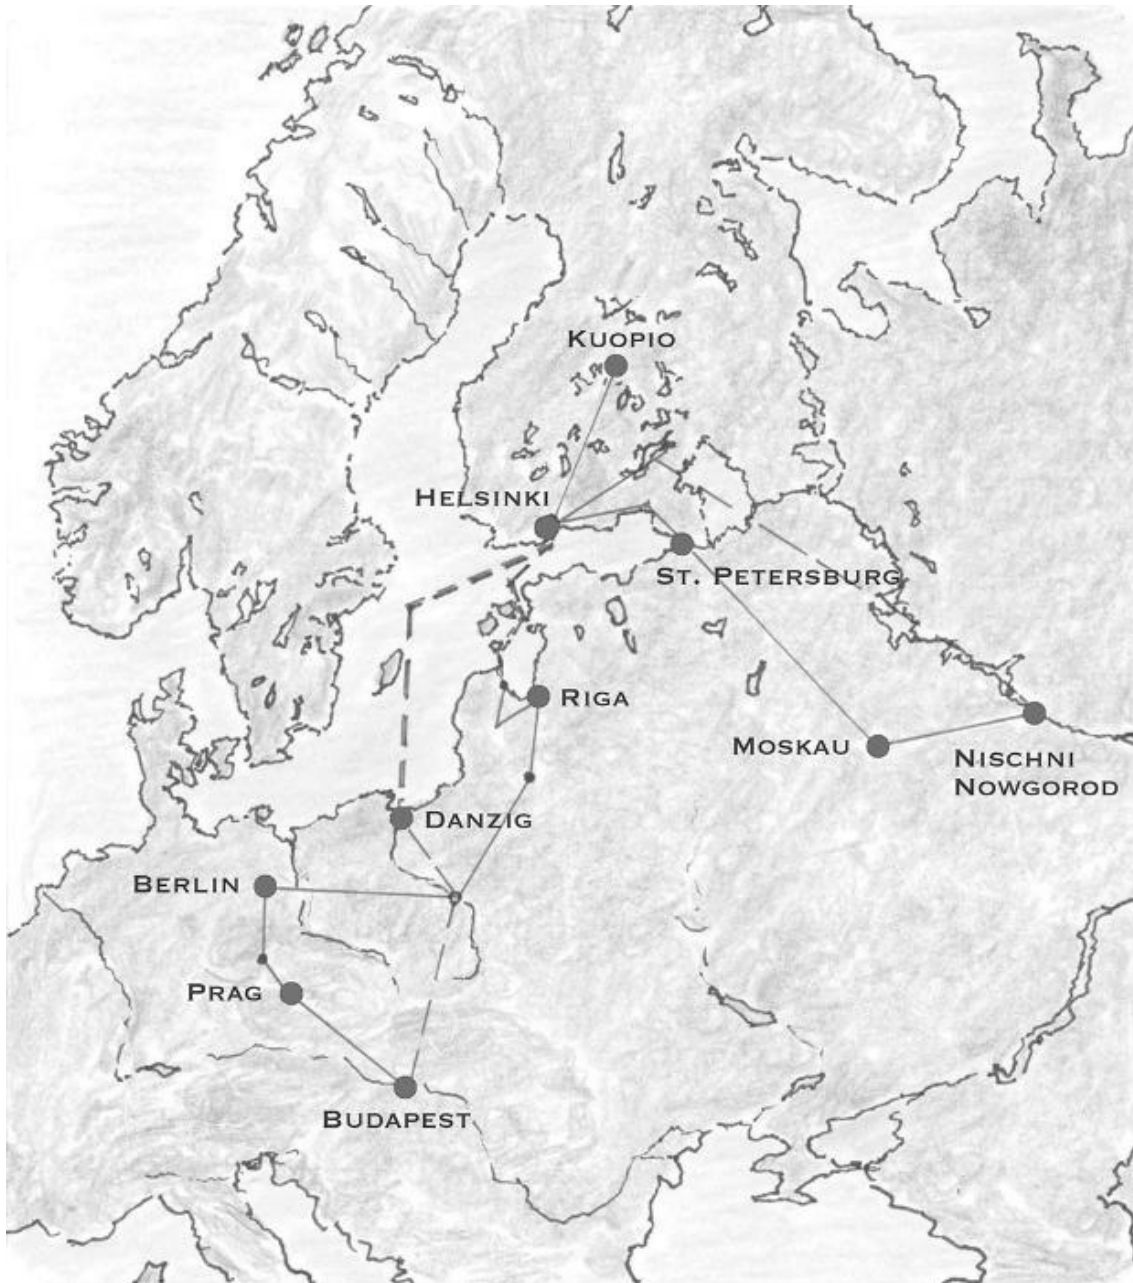 KUOPIO
HELSINKI
ST. PETERSBURG
RIGA
MOSKAU
NISCHNI
NOWGOROD
DANZIG
BERLIN
PRAG
BUDAPEST